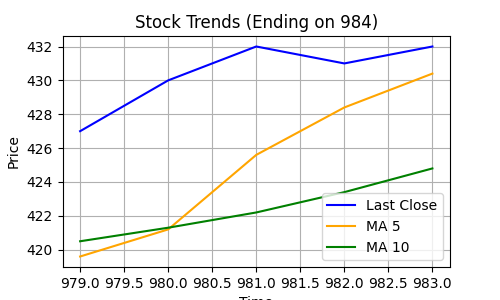 Stock Trends (Ending on 984)
Price
432
430
428
426
424
422
420
Last Close
MA 5
MA 10
979.0 979.5 980.0 980.5 981.0 981.5 982.0 982.5 983.0
Time